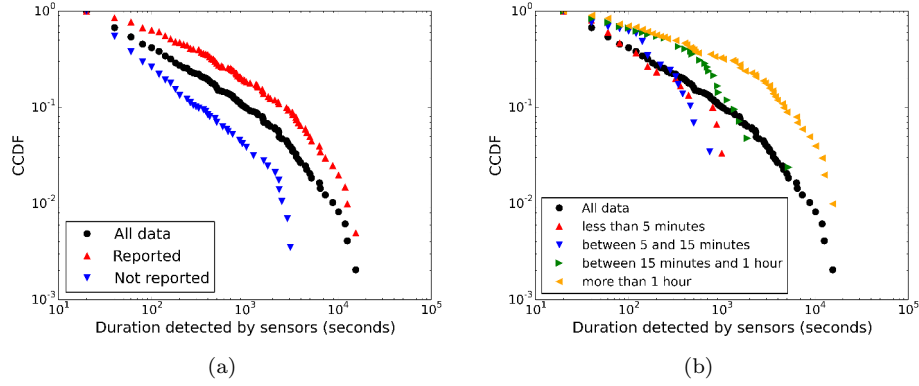 10^0
10^-1
10^-2
10^-3
CCDF
10^1 10^2 10^3 10^4 10^5
Duration detected by sensors (seconds)
All data
Reported
Not reported
(a)
10^0
10^-1
10^-2
10^-3
CCDF
10^1 10^2 10^3 10^4 10^5
Duration detected by sensors (seconds)
All data
less than 5 minutes
between 5 and 15 minutes
between 15 minutes and 1 hour
more than 1 hour
(b)